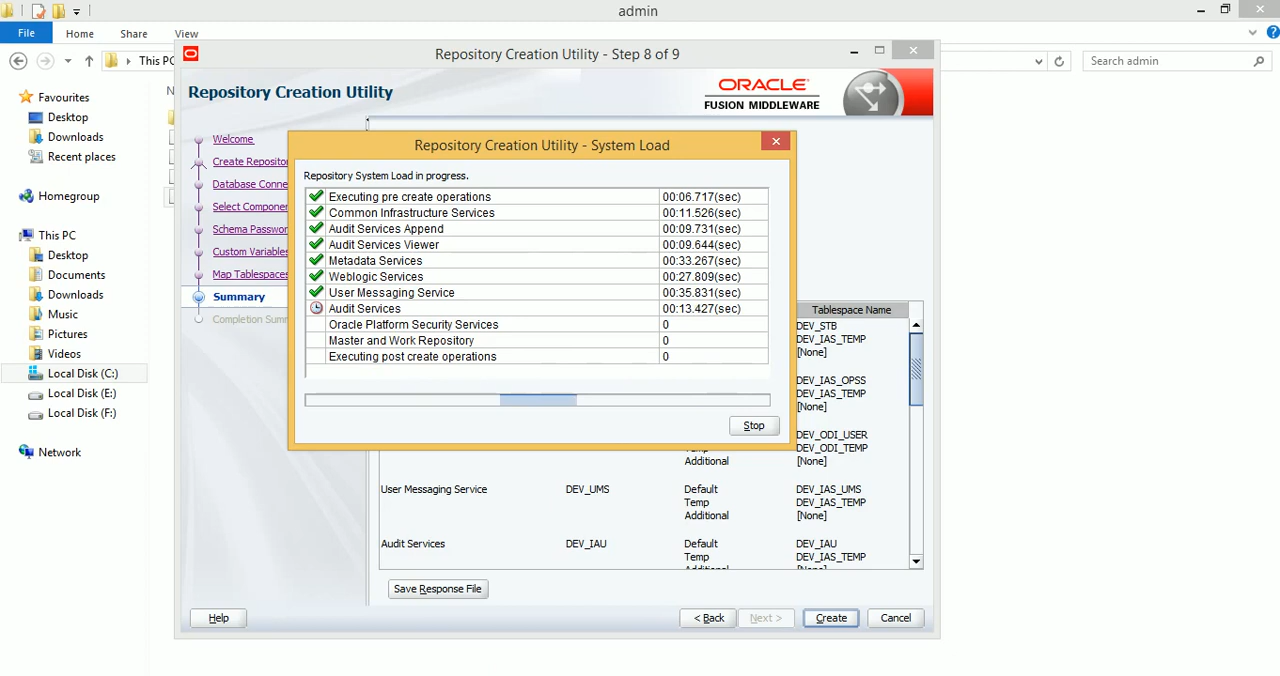 admin
File
Home
Share
View
This PC
Search admin
Favourites
Desktop
Downloads
Recent places
Homegroup
This PC
Desktop
Documents
Downloads
Music
Pictures
Videos
Local Disk (C:)
Local Disk (E:)
Local Disk (F:)
Network
Repository Creation Utility - Step 8 of 9
Repository Creation Utility
ORACLE
FUSION MIDDLEWARE
Welcome
Create Repositor
Database Conne
Select Componen
Schema Password
Custom Variables
Map Tablespaces
Summary
Completion Summ
Repository Creation Utility - System Load
Repository System Load in progress.
Executing pre create operations 00:06.717(sec)
Common Infrastructure Services 00:11.526(sec)
Audit Services Append 00:09.731(sec)
Audit Services Viewer 00:09.644(sec)
Metadata Services 00:33.267(sec)
Weblogic Services 00:27.809(sec)
User Messaging Service 00:35.831(sec)
Audit Services 00:13.427(sec)
Oracle Platform Security Services 0
Master and Work Repository 0
Executing post create operations 0
Stop
Tablespace Name
DEV_STB
DEV_IAS_TEMP
[None]
DEV_IAS_OPSS
DEV_IAS_TEMP
[None]
DEV_ODI_USER
Temp DEV_ODI_TEMP
Additional [None]
User Messaging Service DEV_UMS Default DEV_IAS_UMS
Temp DEV_IAS_TEMP
Additional [None]
Audit Services DEV_IAU Default DEV_IAU
Temp DEV_IAS_TEMP
Additional [None]
Save Response File
Help
< Back
Next >
Create
Cancel